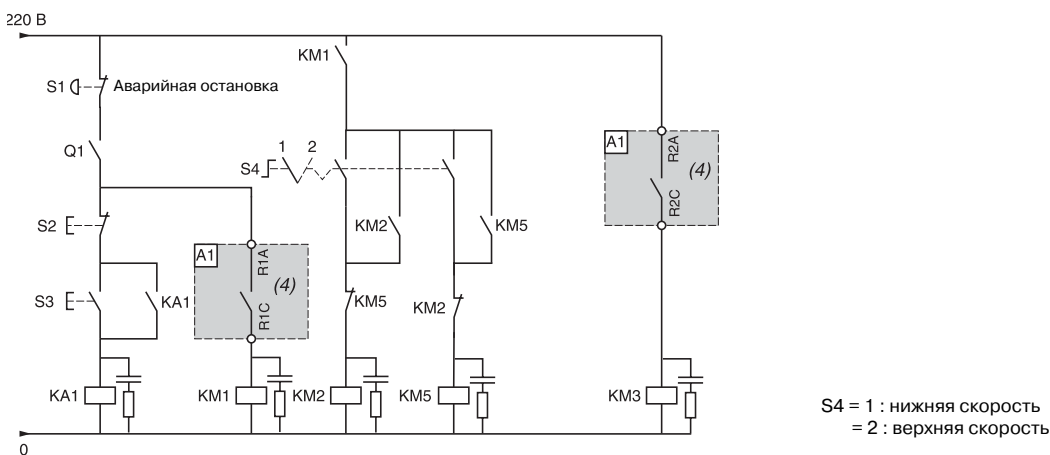 220 В
KM1
S1
Аварийная остановка
Q1
1 2
S4
A1
R2A
(4)
R2C
S2
KM2
KM5
A1
R1A
(4)
R1C
S3
KA1
KM5
KM2
KA1
KM1
KM2
KM5
KM3
S4 = 1 : нижняя скорость
= 2 : верхняя скорость
0